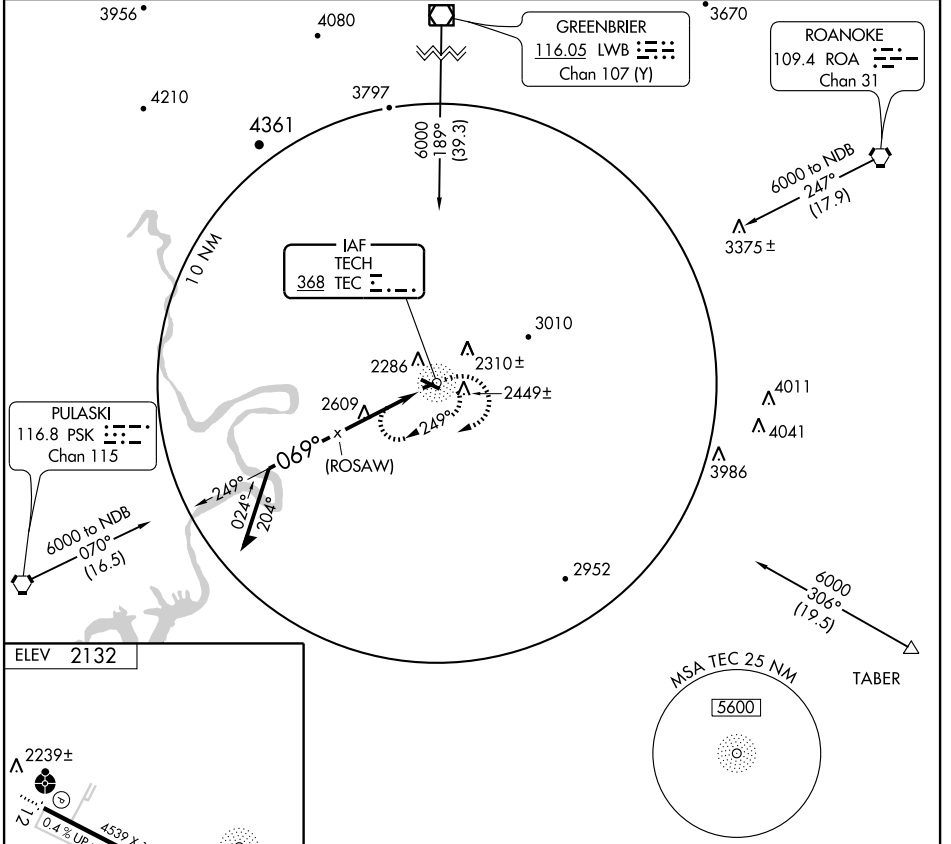 3956
4080
3670
GREENBRIER
116.05 LWB
Chan 107 (Y)
ROANOKE
109.4 ROA
Chan 31
4210
3797
4361
6000
189°
(39.3)
6000 to NDB
247°
(17.9)
3375 ±
10 NM
IAF
TECH
368 TEC
3010
2286
2310 ±
2449±
2609
4011
4041
3986
PULASKI
116.8 PSK
Chan 115
249°
069°
x
(ROSAW)
249°
024°
204°
6000 to NDB
070°
(16.5)
2952
6000
306°
(19.5)
TABER
ELEV 2132
MSA TEC 25 NM
5600
2239±
P
12
0.4 % UP
4539 X